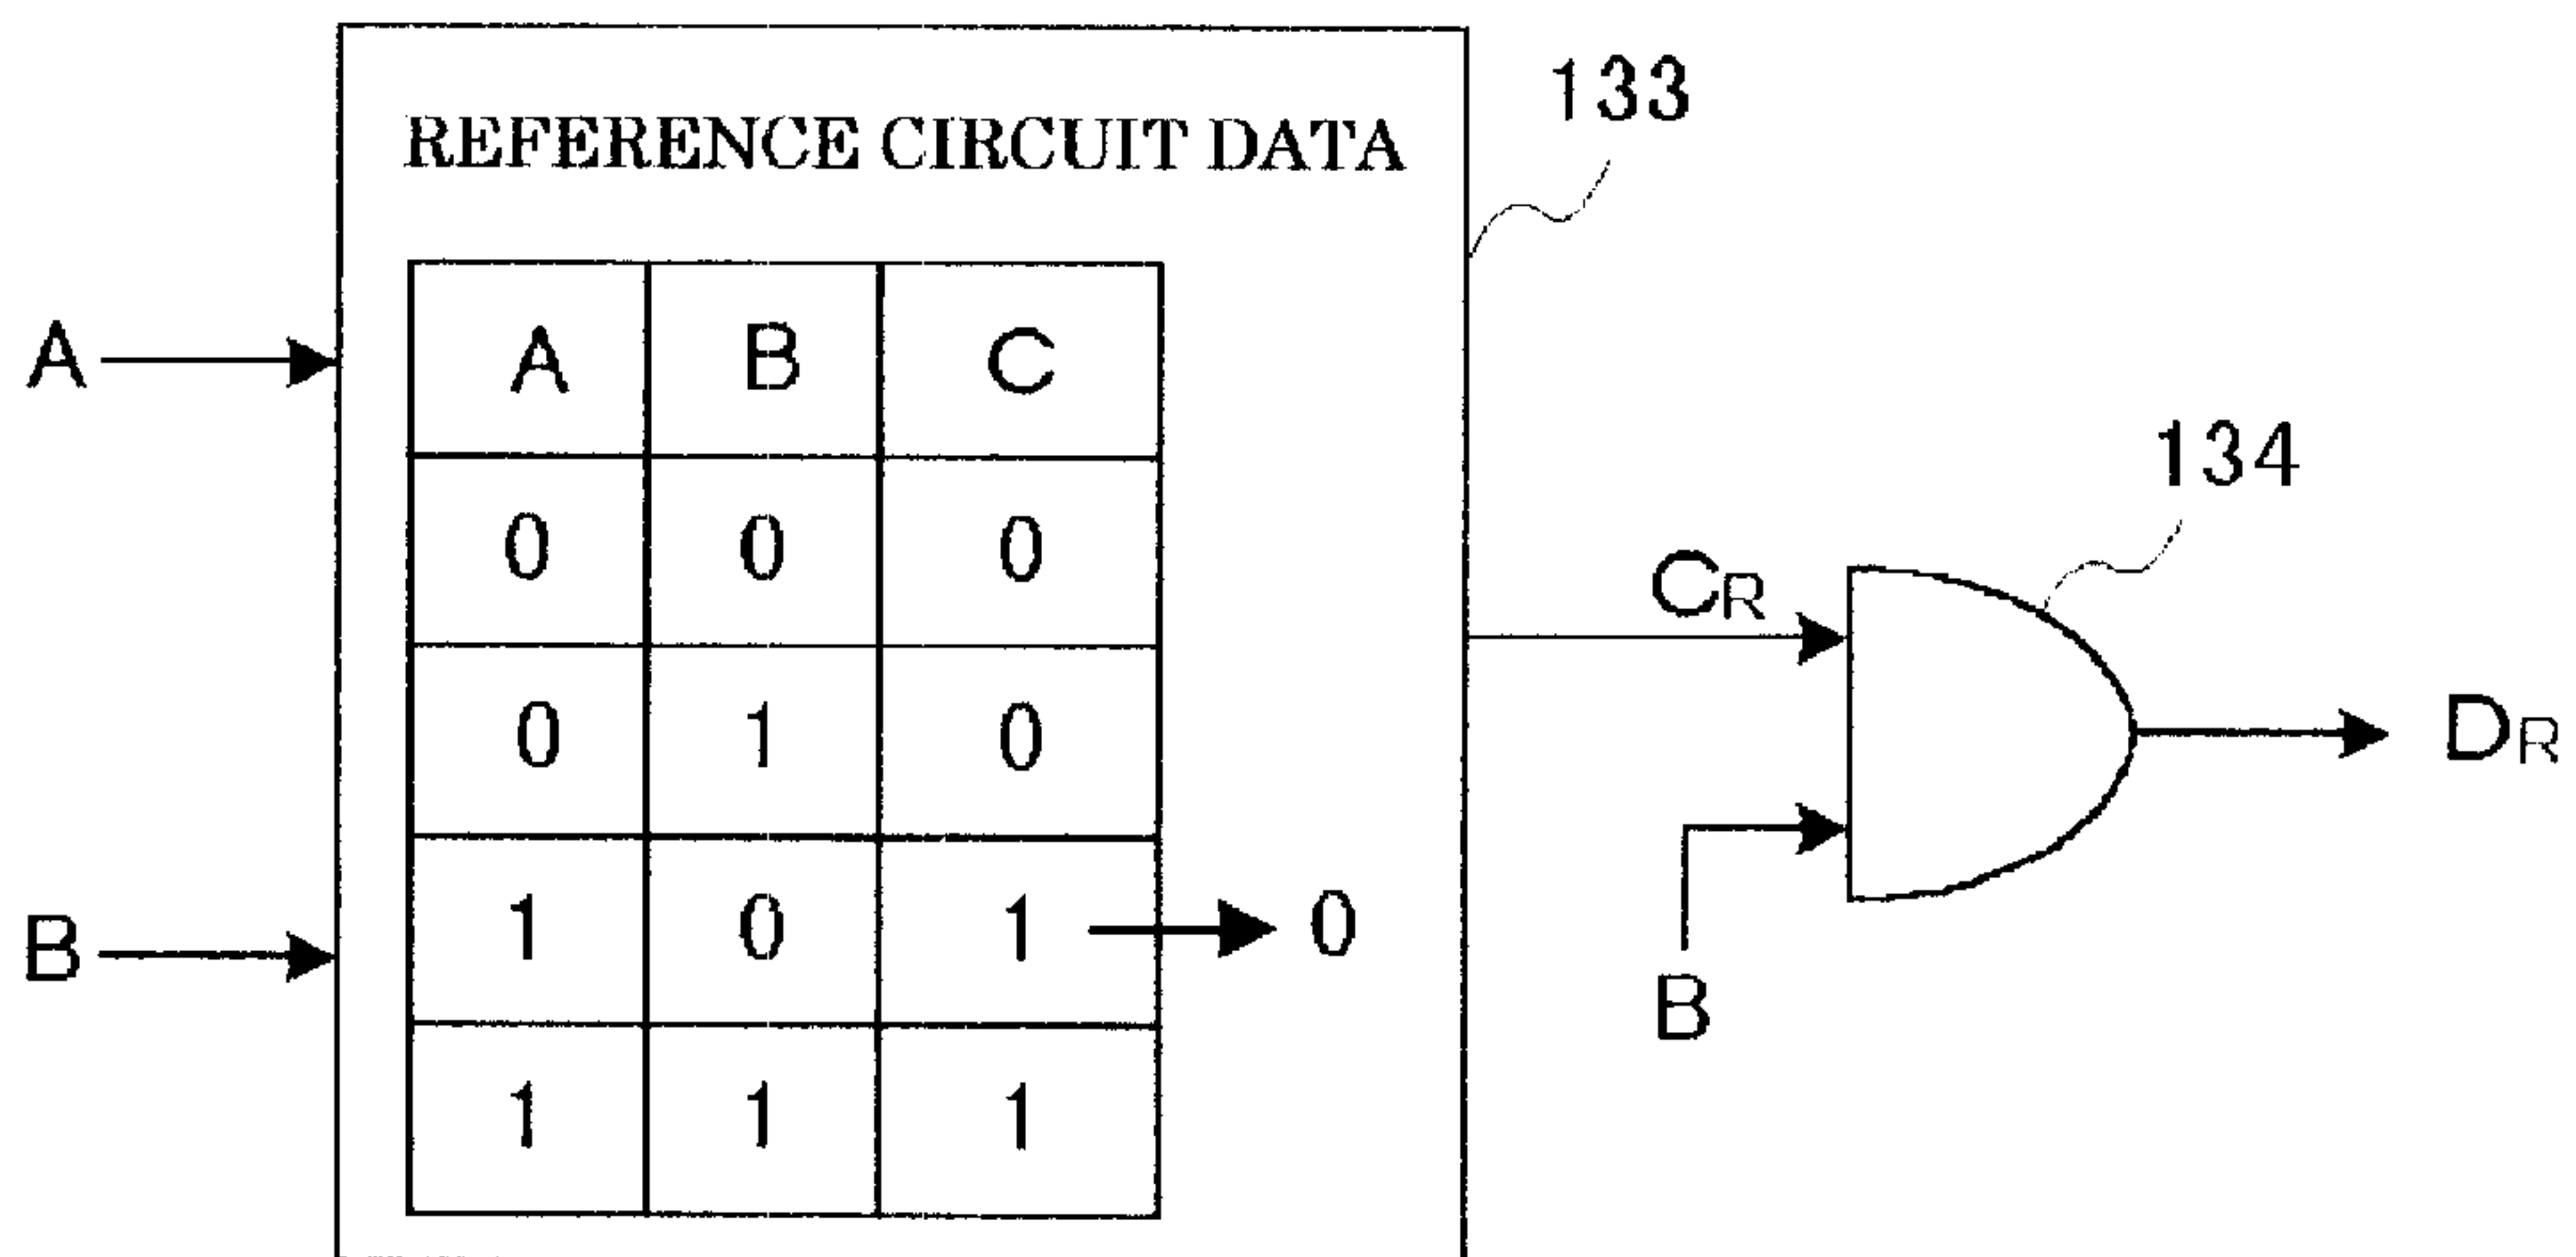 133
REFERENCE CIRCUIT DATA
A
A B C
134
0 0 0
CR
0 1 0
DR
B
1 0 1 0
B
1 1 1